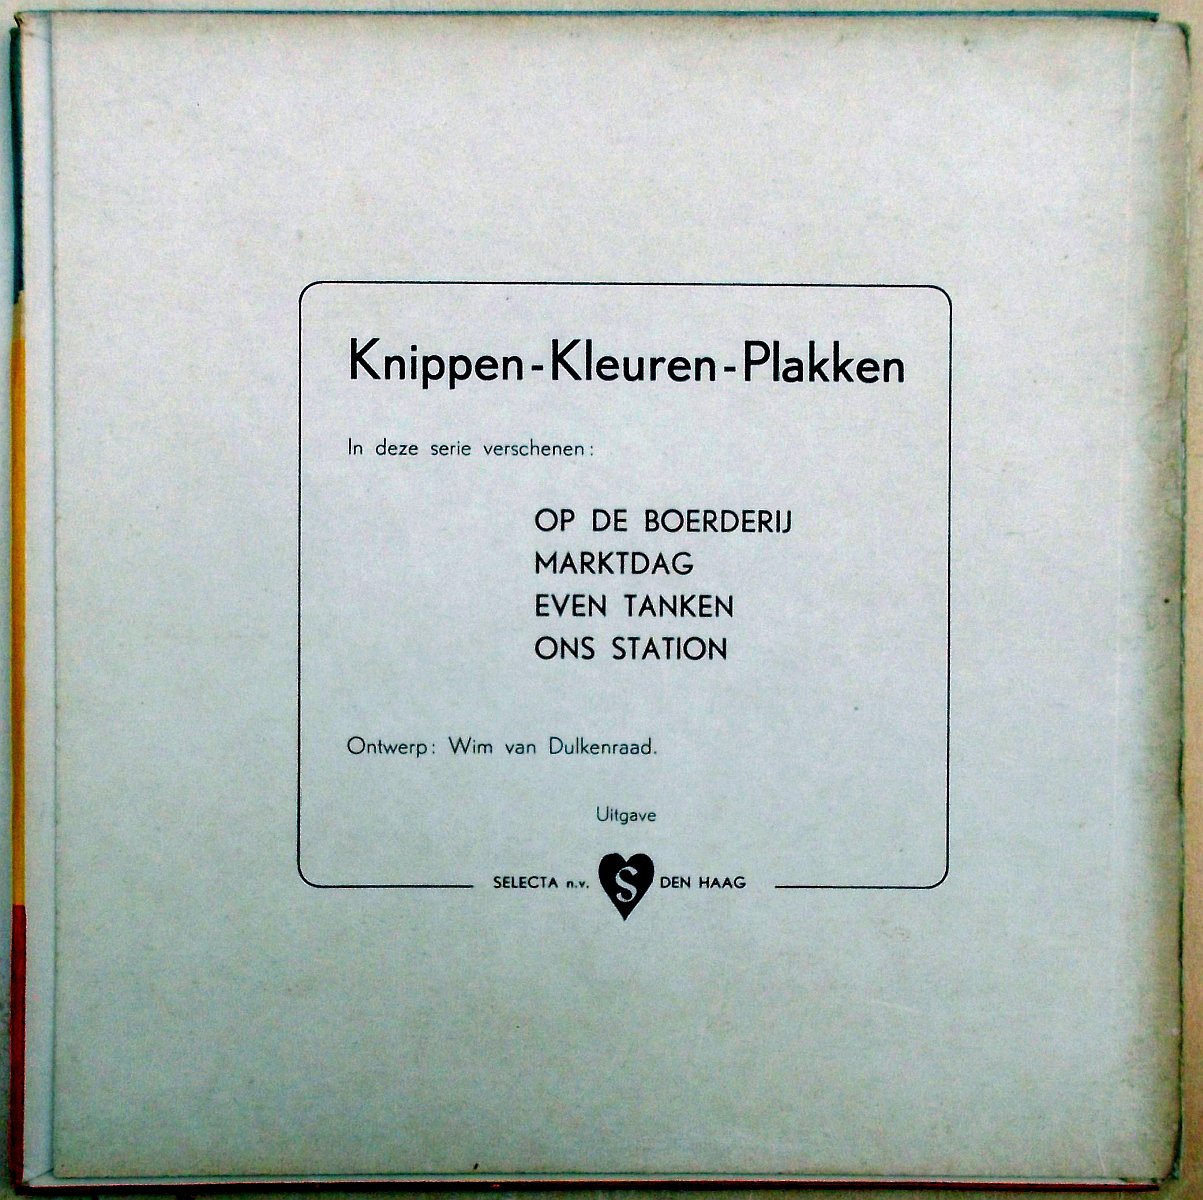 Knippen-Kleuren-Plakken
In deze serie verschenen:
OP DE BOERDERIJ
MARKTDAG
EVEN TANKEN
ONS STATION
Ontwerp: Wim van Dulkenraad.
Uitgave
SELECTA n.v. S DEN HAAG